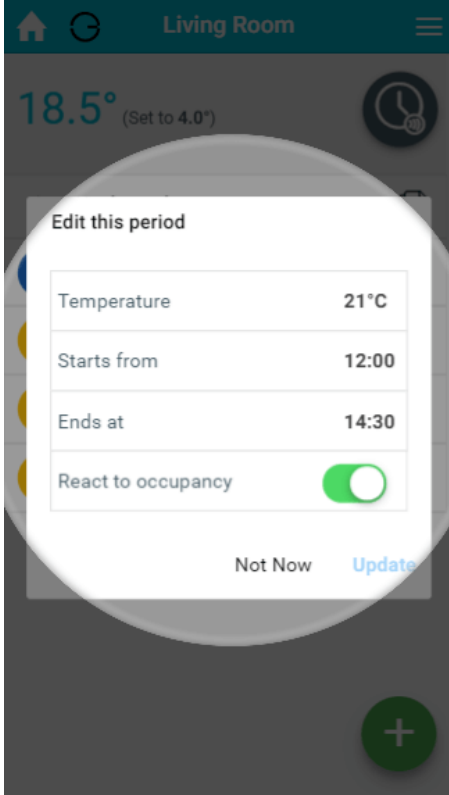 Living Room
18.5° (Set to 4.0°)
Edit this period
Temperature 21°C
Starts from 12:00
Ends at 14:30
React to occupancy
Not Now Update